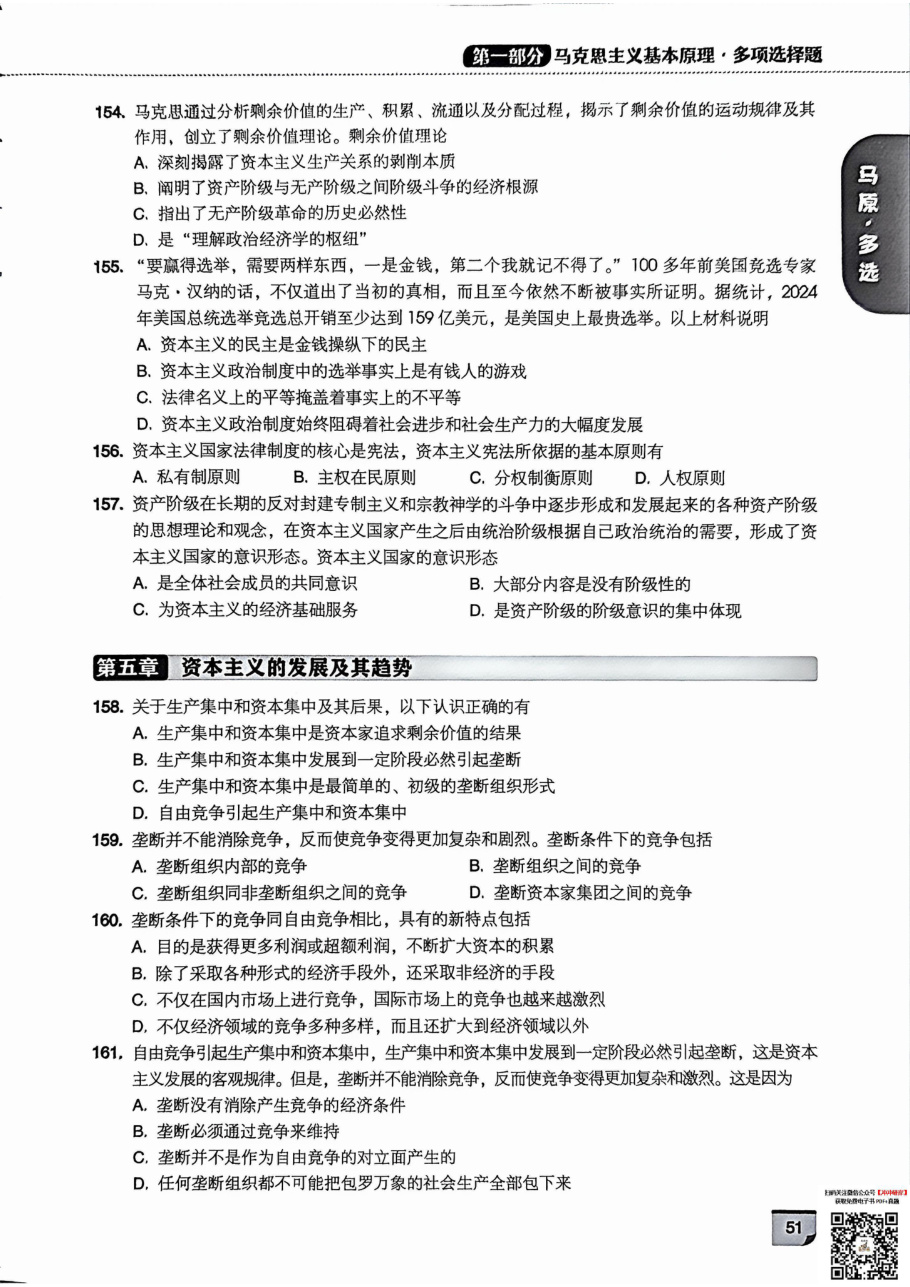 第一部分 马克思主义基本原理·多项选择题
154. 马克思通过分析剩余价值的生产、积累、流通以及分配过程，揭示了剩余价值的运动规律及其
作用，创立了剩余价值理论。剩余价值理论
A. 深刻揭露了资本主义生产关系的剥削本质
B. 阐明了资产阶级与无产阶级之间阶级斗争的经济根源
C. 指出了无产阶级革命的历史必然性
D. 是“理解政治经济学的枢纽”
155. “要赢得选举，需要两样东西，一是金钱，第二个我就记不得了。”100 多年前美国竞选专家
马克·汉纳的话，不仅道出了当初的真相，而且至今依然不断被事实所证明。据统计，2024
年美国总统选举竞选总开销至少达到 159 亿美元，是美国史上最贵选举。以上材料说明
A. 资本主义的民主是金钱操纵下的民主
B. 资本主义政治制度中的选举事实上是有钱人的游戏
C. 法律名义上的平等掩盖着事实上的不平等
D. 资本主义政治制度始终阻碍着社会进步和社会生产力的大幅度发展
156. 资本主义国家法律制度的核心是宪法，资本主义宪法所依据的基本原则有
A. 私有制原则 B. 主权在民原则 C. 分权制衡原则 D. 人权原则
157. 资产阶级在长期的反对封建专制主义和宗教神学的斗争中逐步形成和发展起来的各种资产阶级
的思想理论和观念，在资本主义国家产生之后由统治阶级根据自己政治统治的需要，形成了资
本主义国家的意识形态。资本主义国家的意识形态
A. 是全体社会成员的共同意识 B. 大部分内容是没有阶级性的
C. 为资本主义的经济基础服务 D. 是资产阶级的阶级意识的集中体现
第五章 资本主义的发展及其趋势
158. 关于生产集中和资本集中及其后果，以下认识正确的有
A. 生产集中和资本集中是资本家追求剩余价值的结果
B. 生产集中和资本集中发展到一定阶段必然引起垄断
C. 生产集中和资本集中是最简单的、初级的垄断组织形式
D. 自由竞争引起生产集中和资本集中
159. 垄断并不能消除竞争，反而使竞争变得更加复杂和剧烈。垄断条件下的竞争包括
A. 垄断组织内部的竞争 B. 垄断组织之间的竞争
C. 垄断组织同非垄断组织之间的竞争 D. 垄断资本家集团之间的竞争
160. 垄断条件下的竞争同自由竞争相比，具有的新特点包括
A. 目的是获得更多利润或超额利润，不断扩大资本的积累
B. 除了采取各种形式的经济手段外，还采取非经济的手段
C. 不仅在国内市场上进行竞争，国际市场上的竞争也越来越激烈
D. 不仅经济领域的竞争多种多样，而且还扩大到经济领域以外
161. 自由竞争引起生产集中和资本集中，生产集中和资本集中发展到一定阶段必然引起垄断，这是资本
主义发展的客观规律。但是，垄断并不能消除竞争，反而使竞争变得更加复杂和激烈。这是因为
A. 垄断没有消除产生竞争的经济条件
B. 垄断必须通过竞争来维持
C. 垄断并不是作为自由竞争的对立面产生的
D. 任何垄断组织都不可能把包罗万象的社会生产全部包下来
马原·多选
扫码关注微信公众号【冲冲研资】
获取免费电子书 PDF+真题
51